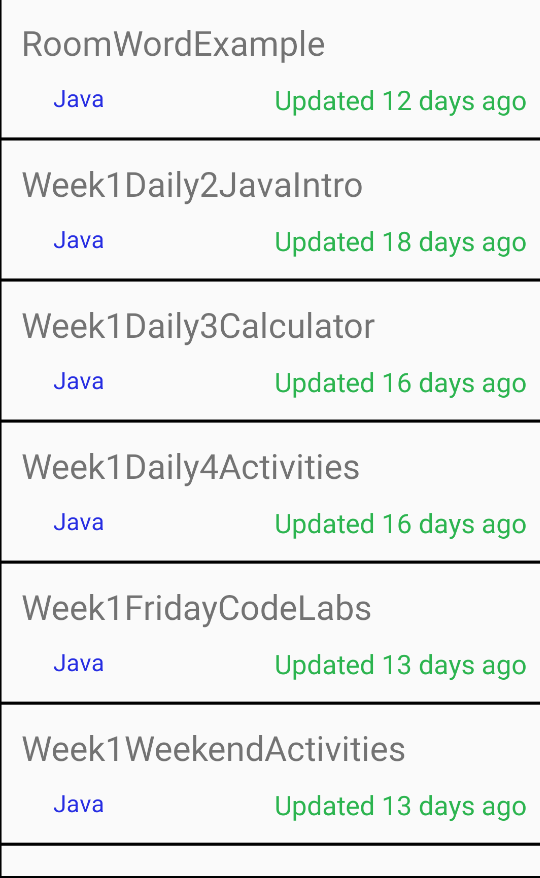 RoomWordExample
Java Updated 12 days ago
Week1Daily2JavaIntro
Java Updated 18 days ago
Week1Daily3Calculator
Java Updated 16 days ago
Week1Daily4Activities
Java Updated 16 days ago
Week1FridayCodeLabs
Java Updated 13 days ago
Week1WeekendActivities
Java Updated 13 days ago